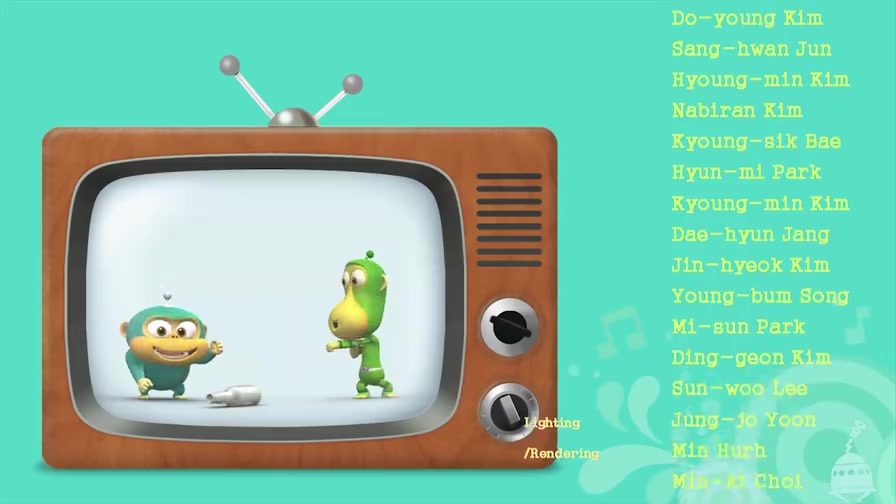 Do-young Kim
Sang-hwan Jun
Hyoung-min Kim
Nabiran Kim
Kyoung-sik Bae
Hyun-mi Park
Kyoung-min Kim
Dae-hyun Jang
Jin-hyeok Kim
Young-bum Song
Mi-sun Park
Ding-geon Kim
Sun-woo Lee
Lighting
Jung-jo Yoon
/Rendering
Min Hurh
Min-ki Choi